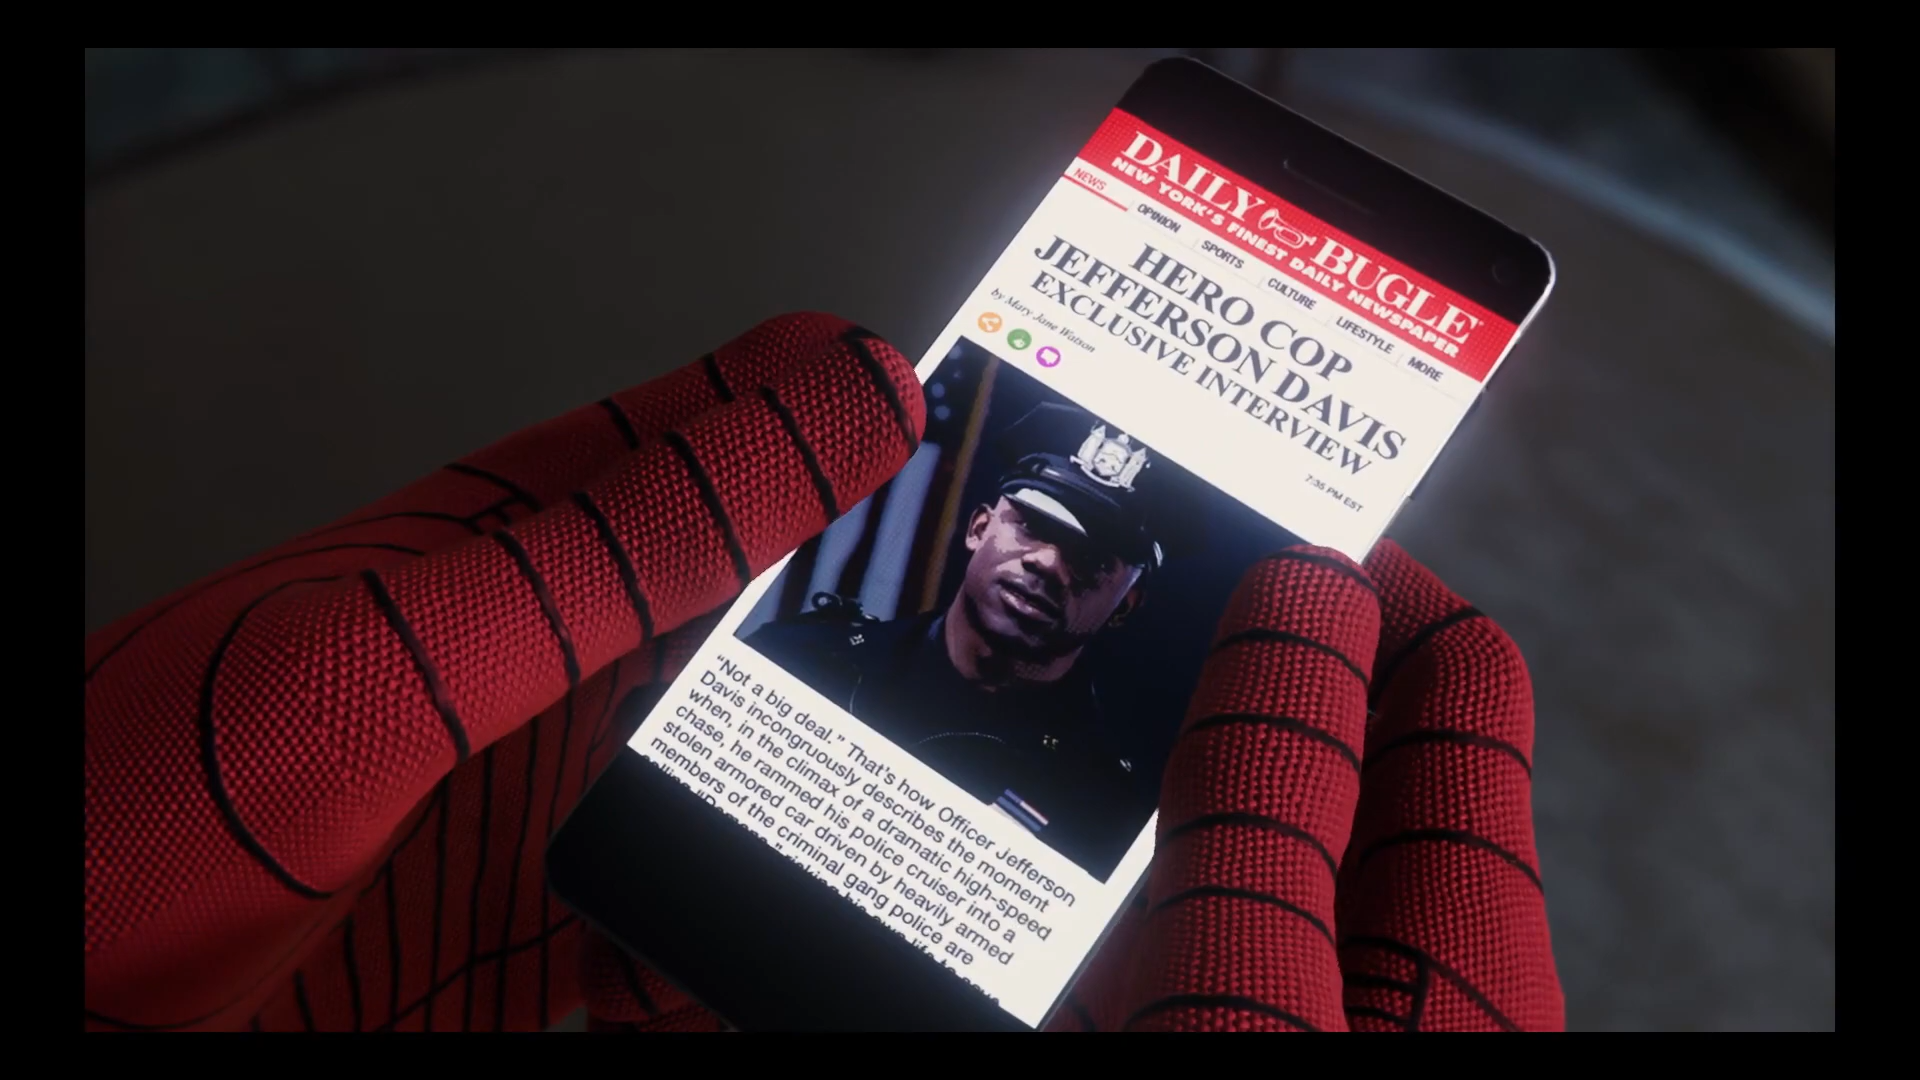 DAILY BUGLE
NEW YORK'S FINEST DAILY NEWSPAPER
NEWS OPINION SPORTS CULTURE LIFESTYLE MORE
HERO COP
JEFFERSON DAVIS
EXCLUSIVE INTERVIEW
by Mary Jane Watson
7:35 PM EST
“Not a big deal.” That's how Officer Jefferson
Davis incongruously describes the moment
when, in the climax of a dramatic high-speed
chase, he rammed his police cruiser into a
stolen armored car driven by heavily armed
members of the criminal gang police are